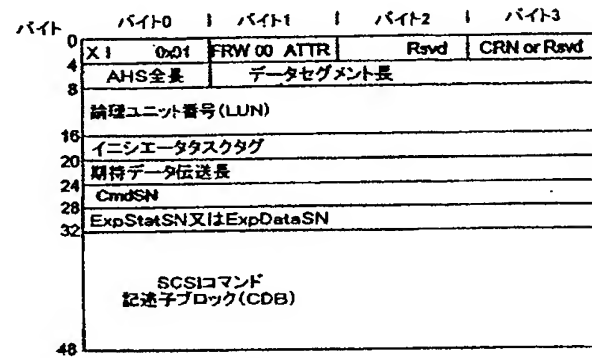 バイト バイト0 バイト1 バイト2 バイト3
0 X I 0x01 FRW 00 ATTR Rsvd CRN or Rsvd
4 AHS全長 データセグメント長
8
論理ユニット番号(LUN)
16
イニシエータタスクタグ
20
期待データ伝送長
24
CmdSN
28
ExpStatSN又はExpDataSN
32
SCSIコマンド
記述子ブロック(CDB)
48